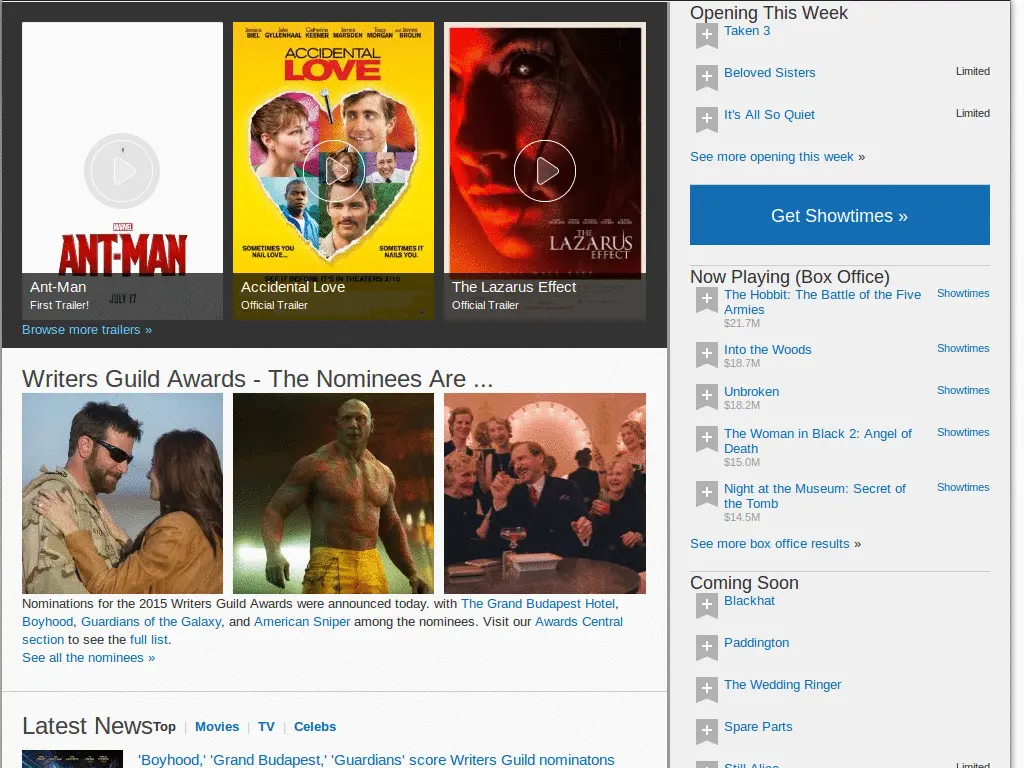 Jessica BIEL Jake GYLLENHAAL Catherine KEENER James MARSDEN Tracy MORGAN and James BROLIN
ACCIDENTAL
LOVE
SOMETIMES YOU NAIL LOVE...
SOMETIMES IT NAILS YOU.
SEE IT BEFORE IT'S IN THEATERS 2/10
MARVEL
ANT-MAN
JULY 17
THE
LAZARUS
EFFECT
Ant-Man
First Trailer!
Accidental Love
Official Trailer
The Lazarus Effect
Official Trailer
Browse more trailers »
Writers Guild Awards - The Nominees Are ...
Nominations for the 2015 Writers Guild Awards were announced today. with The Grand Budapest Hotel,
Boyhood, Guardians of the Galaxy, and American Sniper among the nominees. Visit our Awards Central
section to see the full list.
See all the nominees »
Latest News Top | Movies | TV | Celebs
'Boyhood,' 'Grand Budapest,' 'Guardians' score Writers Guild nominatons
Opening This Week
Taken 3
Beloved Sisters Limited
It's All So Quiet Limited
See more opening this week »
Get Showtimes »
Now Playing (Box Office)
The Hobbit: The Battle of the Five Showtimes
Armies
$21.7M
Into the Woods Showtimes
$18.7M
Unbroken Showtimes
$18.2M
The Woman in Black 2: Angel of Showtimes
Death
$15.0M
Night at the Museum: Secret of Showtimes
the Tomb
$14.5M
See more box office results »
Coming Soon
Blackhat
Paddington
The Wedding Ringer
Spare Parts
Still Alice Limited